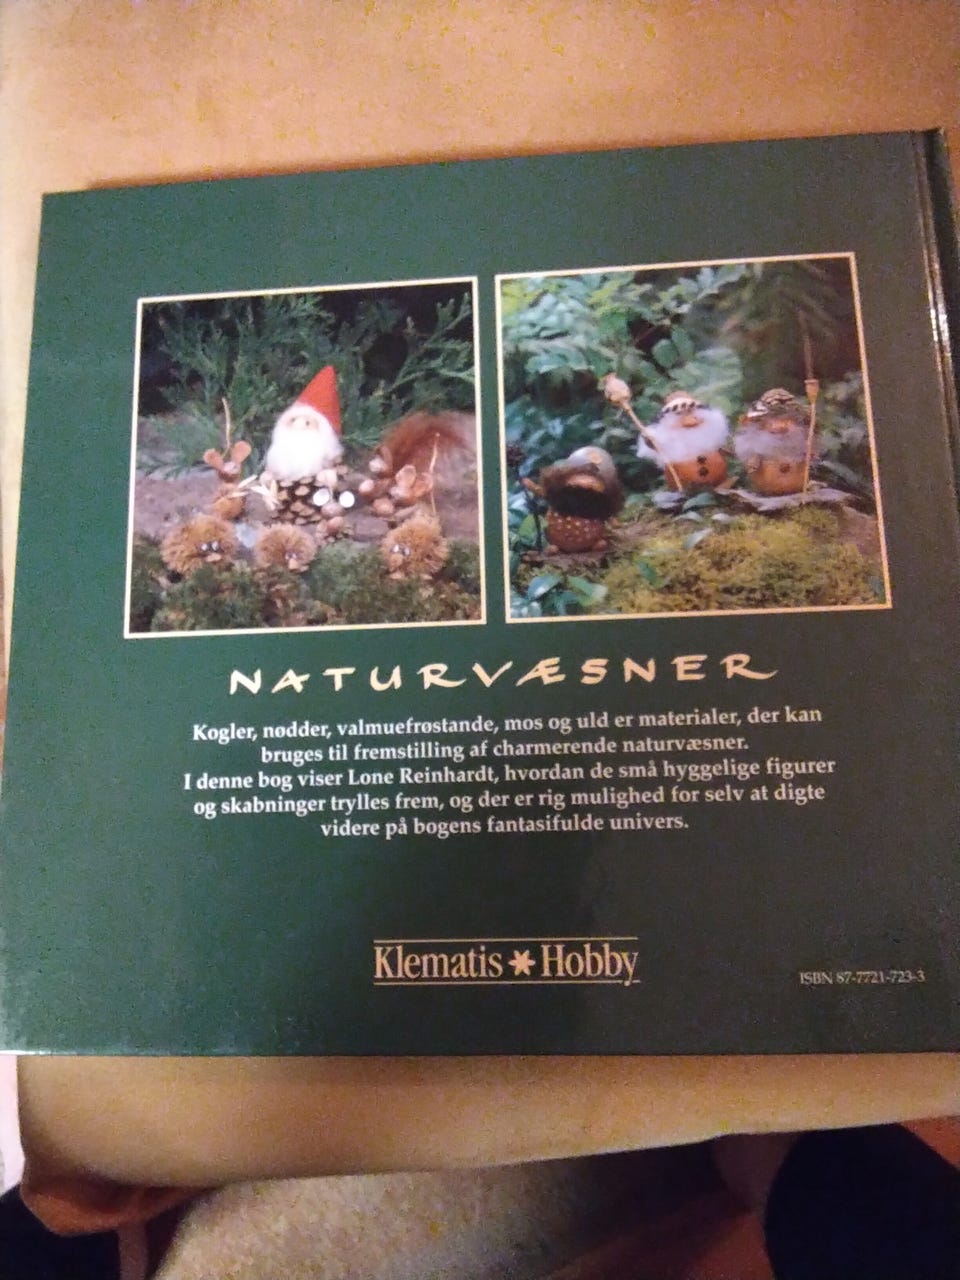 NATURVÆSNER
Kogler, nødder, valmuefrøstande, mos og uld er materialer, der kan
bruges til fremstilling af charmerende naturvæsner.
I denne bog viser Lone Reinhardt, hvordan de små hyggelige figurer
og skabninger trylles frem, og der er rig mulighed for selv at digte
videre på bogens fantasifulde univers.
Klematis * Hobby
ISBN 87-7721-723-3